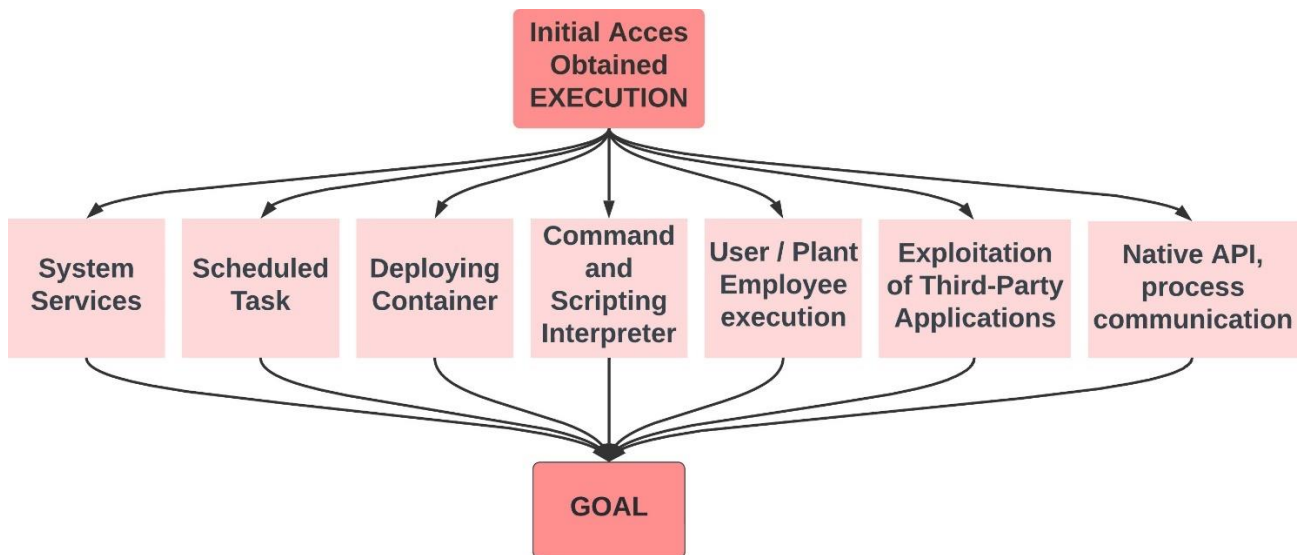 Initial Acces
Obtained
EXECUTION
System
Services
Scheduled
Task
Deploying
Container
Command
and
Scripting
Interpreter
User / Plant
Employee
execution
Exploitation
of Third-Party
Applications
Native API,
process
communication
GOAL